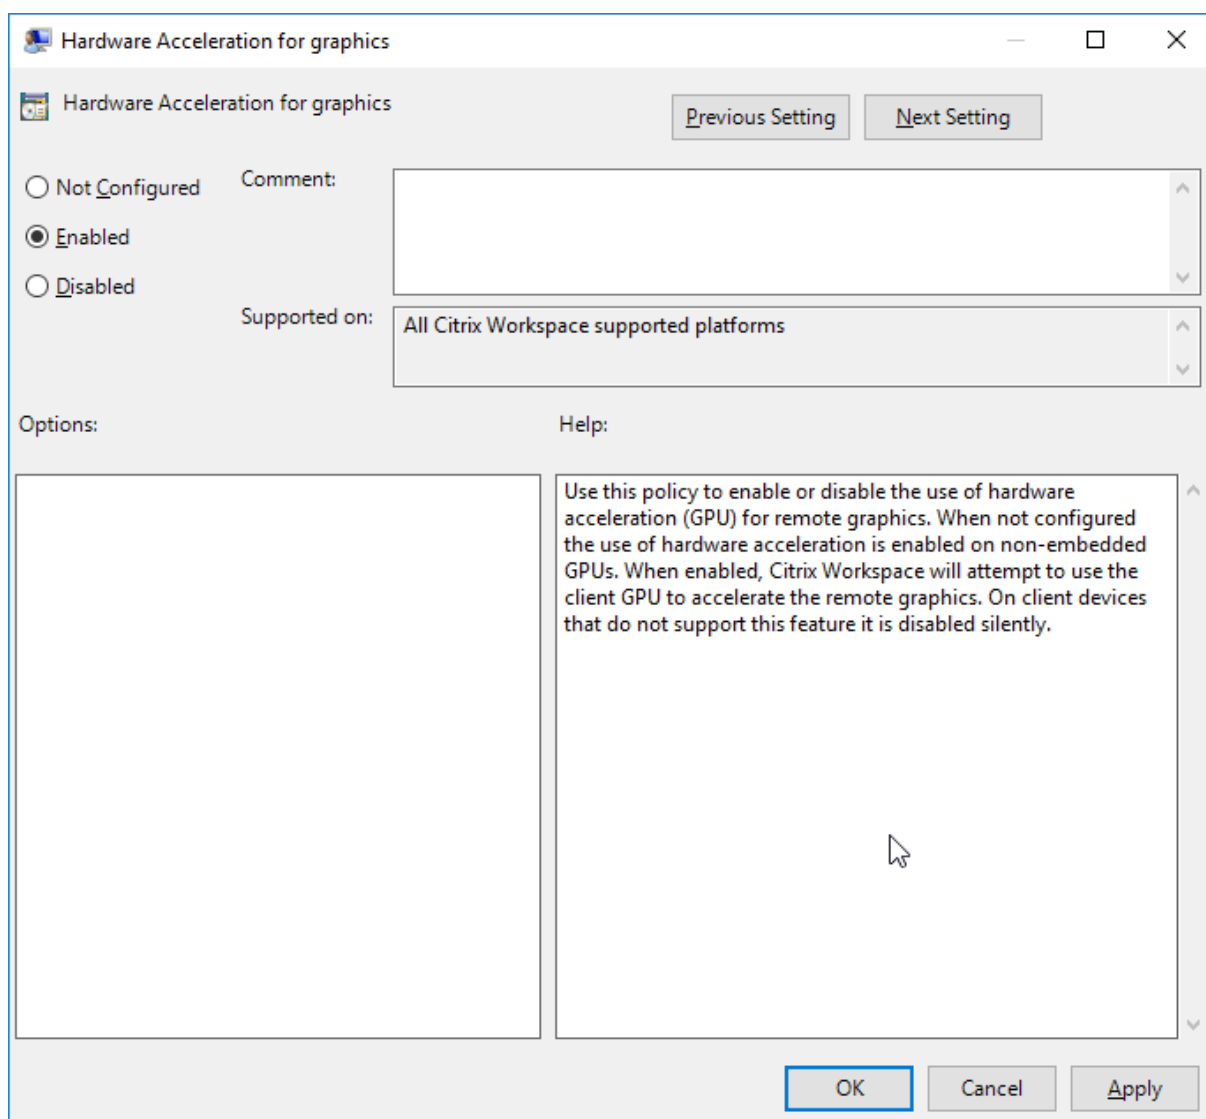 Hardware Acceleration for graphics
Hardware Acceleration for graphics
Previous Setting
Next Setting
Not Configured
Enabled
Disabled
Comment:
Supported on:
All Citrix Workspace supported platforms
Options:
Help:
Use this policy to enable or disable the use of hardware
acceleration (GPU) for remote graphics. When not configured
the use of hardware acceleration is enabled on non-embedded
GPUs. When enabled, Citrix Workspace will attempt to use the
client GPU to accelerate the remote graphics. On client devices
that do not support this feature it is disabled silently.
OK
Cancel
Apply